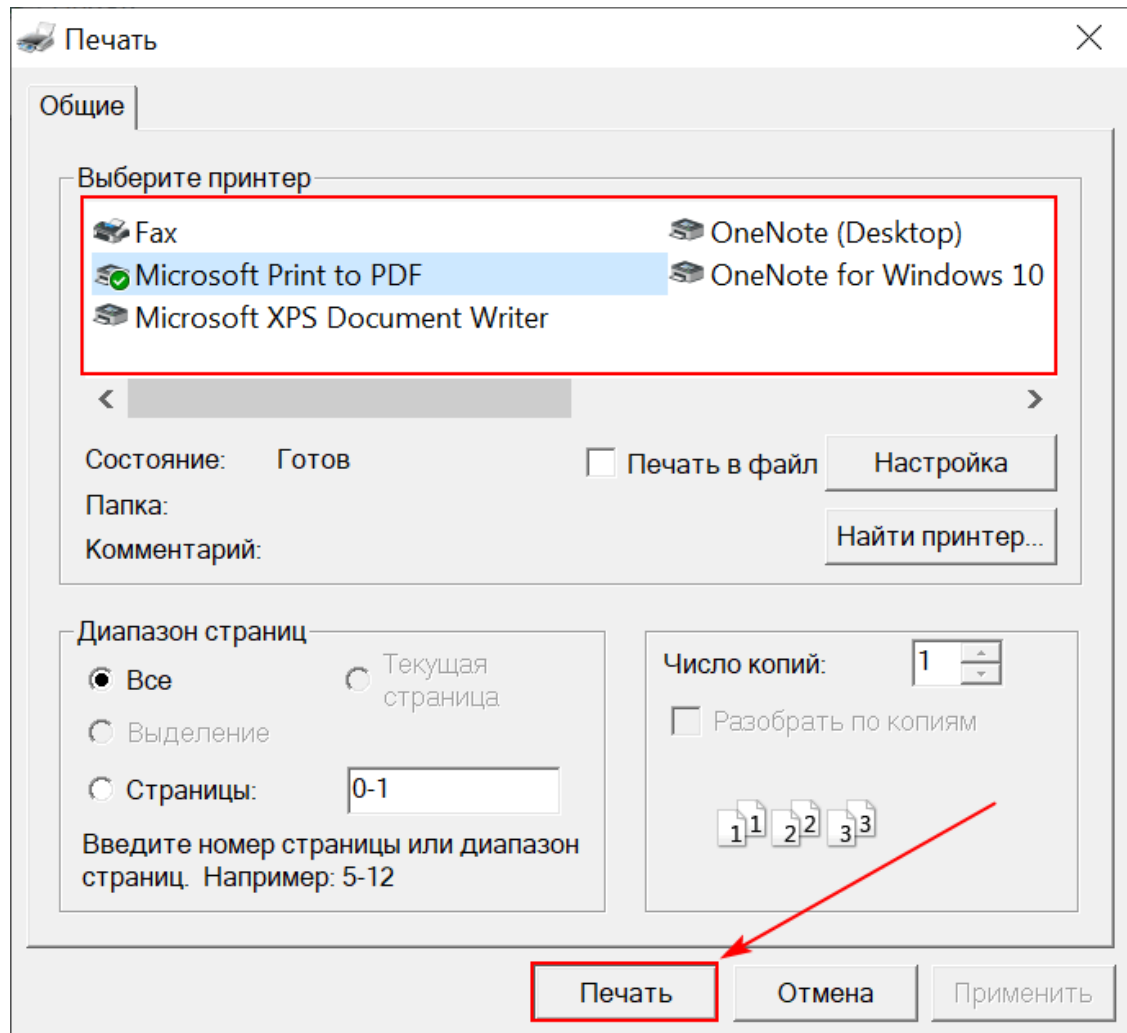 Печать
Общие
Выберите принтер
Fax
OneNote (Desktop)
Microsoft Print to PDF
OneNote for Windows 10
Microsoft XPS Document Writer
Состояние: Готов
Печать в файл
Настройка
Папка:
Найти принтер...
Комментарий:
Диапазон страниц
Все
Текущая
страница
Выделение
Страницы: 0-1
Введите номер страницы или диапазон
страниц. Например: 5-12
Число копий: 1
Разобрать по копиям
1 1 2 2 3 3
Печать
Отмена
Применить